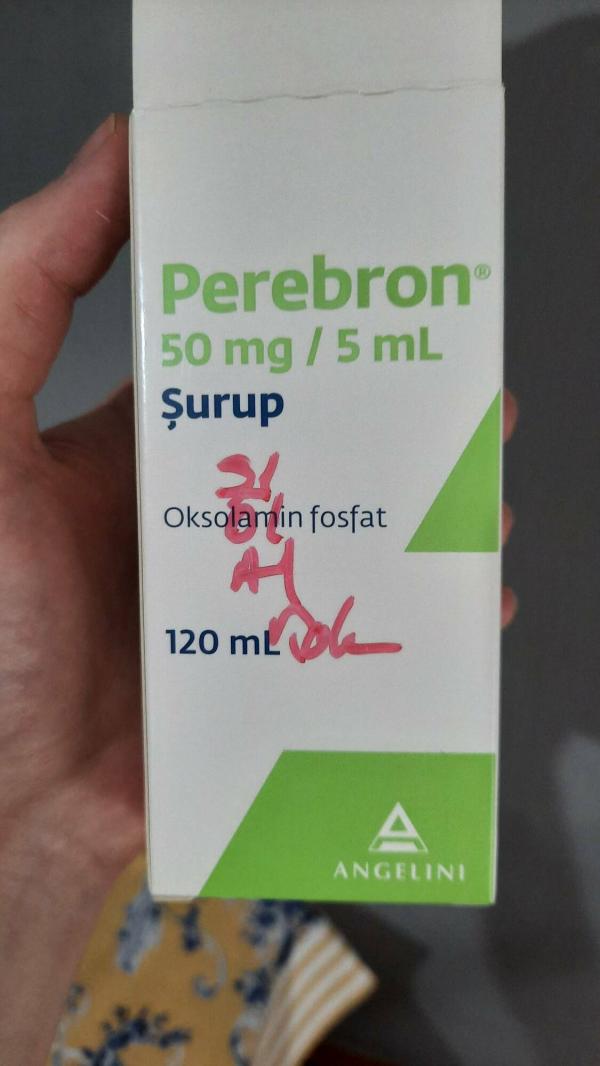 Perebron®
50 mg / 5 mL
Şurup
Oksolamin fosfat
120 mL
ANGELINI